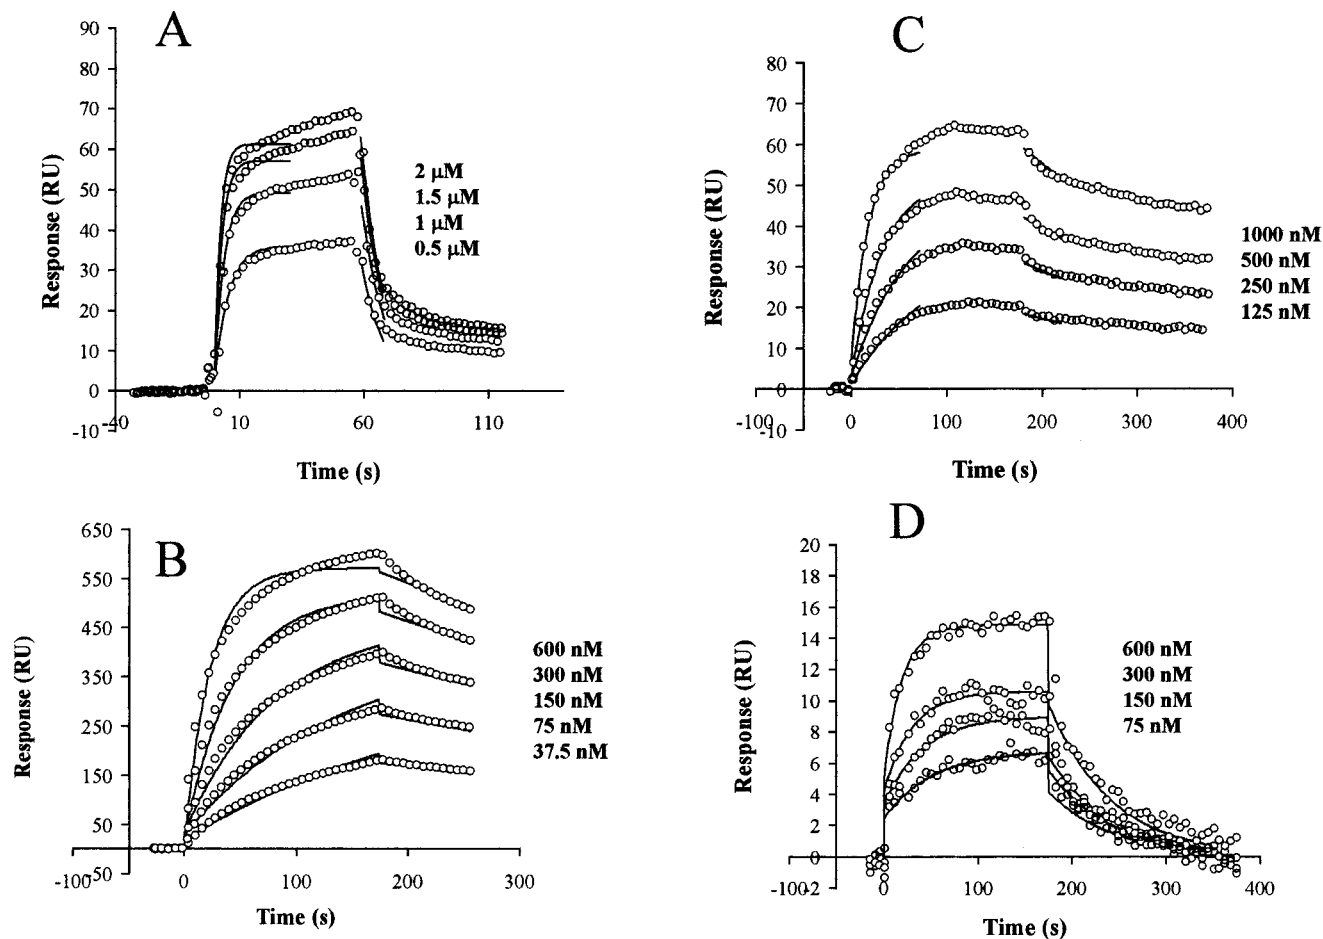 A
90
80
70
60
50
40
30
20
10
0
-10
-40
10
60
110
Response (RU)
Time (s)
2 µM
1.5 µM
1 µM
0.5 µM
C
80
70
60
50
40
30
20
10
0
-10
-100
0
100
200
300
400
Response (RU)
Time (s)
1000 nM
500 nM
250 nM
125 nM
B
650
550
450
350
250
150
50
-50
-100
0
100
200
300
Response (RU)
Time (s)
600 nM
300 nM
150 nM
75 nM
37.5 nM
D
20
18
16
14
12
10
8
6
4
2
0
-2
-100
0
100
200
300
400
Response (RU)
Time (s)
600 nM
300 nM
150 nM
75 nM